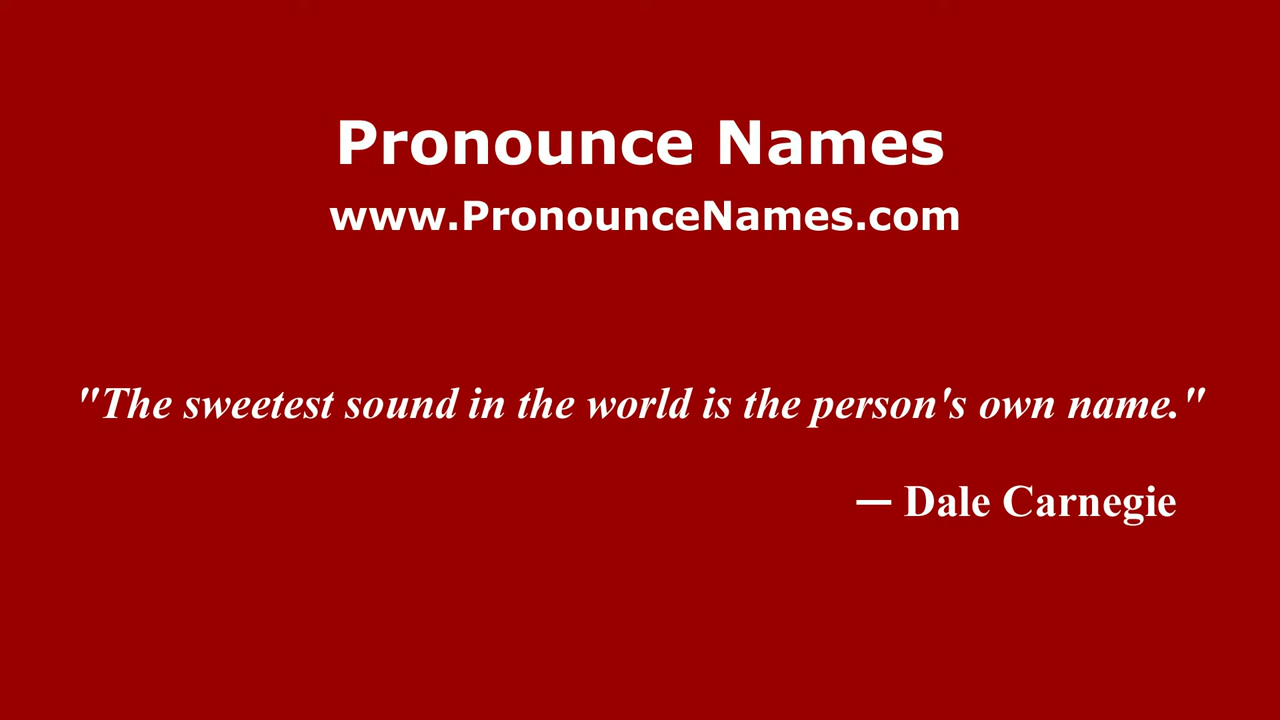 Pronounce Names
www.PronounceNames.com
"The sweetest sound in the world is the person's own name."
— Dale Carnegie